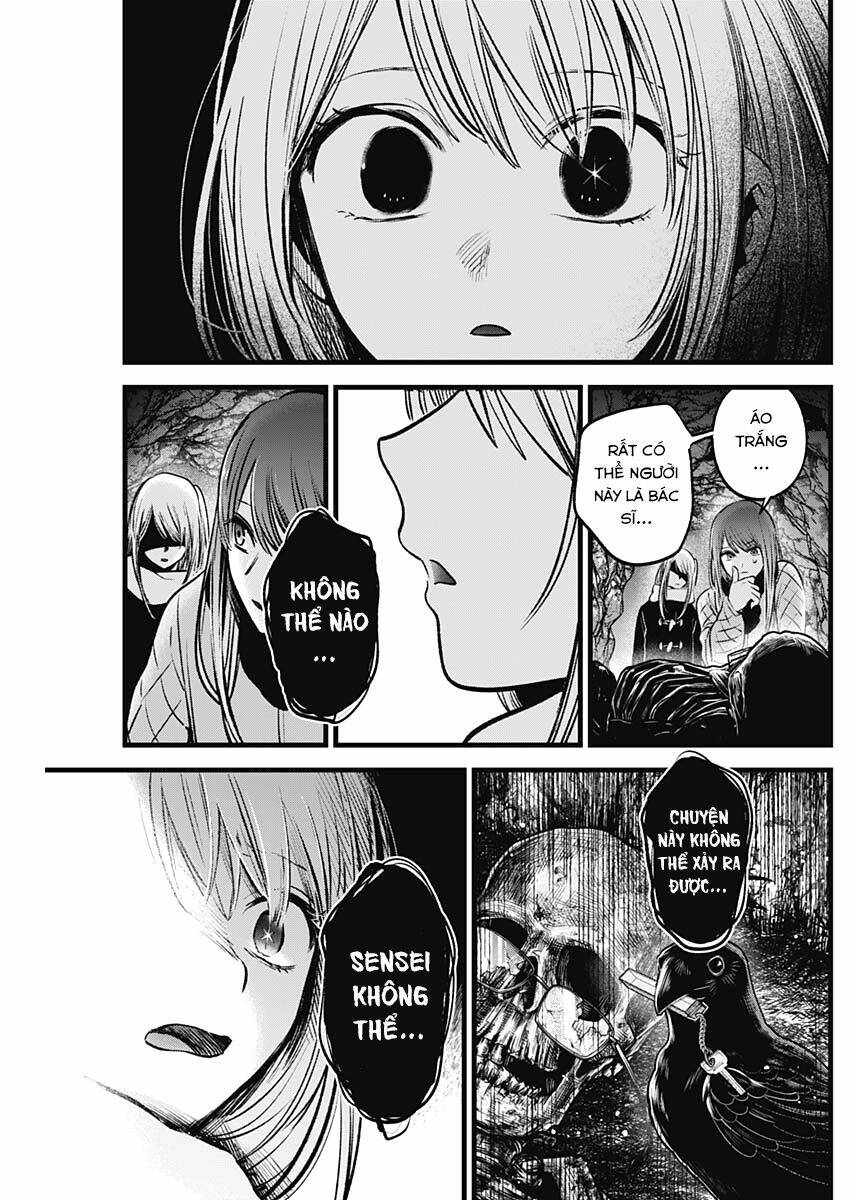 ÁO
TRẮNG
...
RẤT CÓ
THỂ NGƯỜI
NÀY LÀ BÁC
SĨ...
KHÔNG
THỂ NÀO
...
CHUYỆN
NÀY KHÔNG
THỂ XẢY RA
ĐƯỢC...
SENSEI
KHÔNG
THỂ...